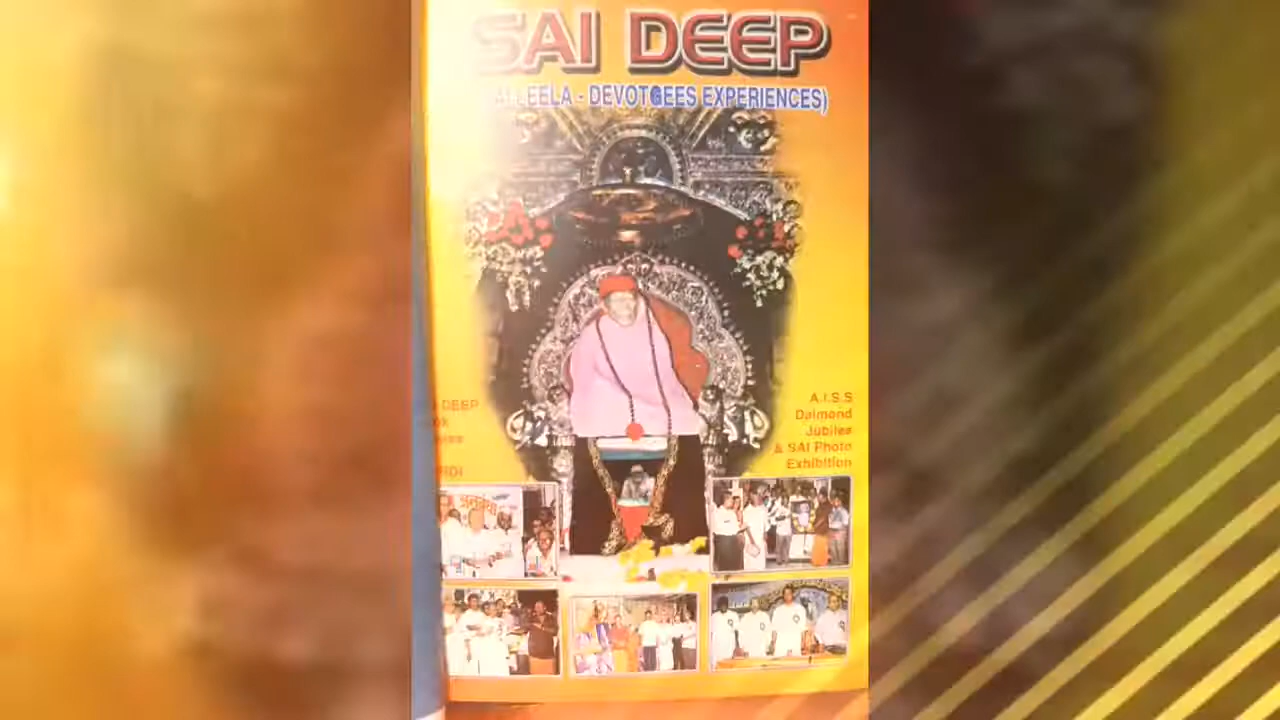 SAI DEEP
LEELA - DEVOTGEES EXPERIENCES)
DEEP
A.I.S.S
Daimond
Jubilee
& SAI Photo
Exhibition